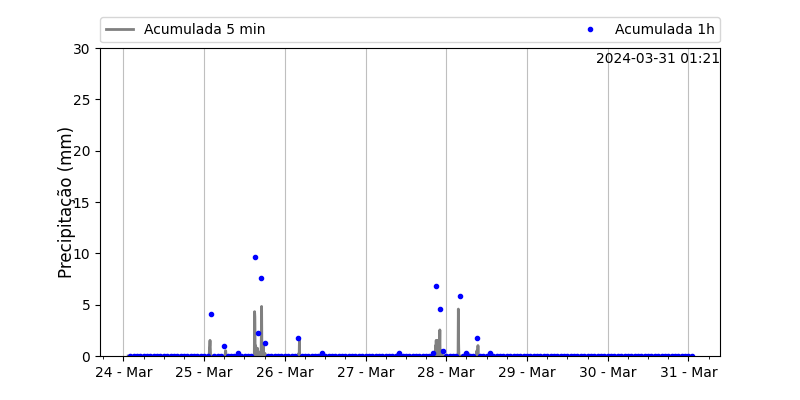 Acumulada 5 min
Acumulada 1h
2024-03-31 01:21
Precipitação (mm)
30
25
20
15
10
5
0
24 - Mar
25 - Mar
26 - Mar
27 - Mar
28 - Mar
29 - Mar
30 - Mar
31 - Mar